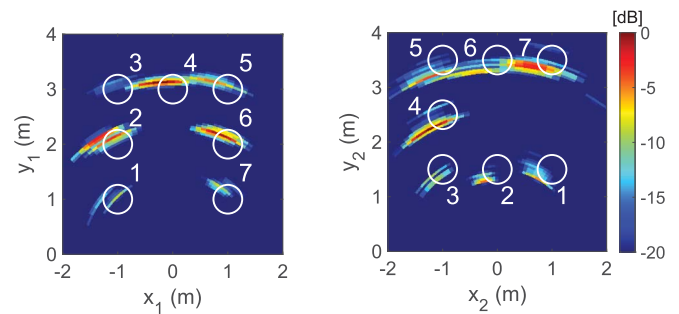 [dB]
4 3 2 1 0
3 4 5
2 6
1 7
-2 -1 0 1 2
y1 (m)
x1 (m)
4 3 2 1 0
5 6 7
4
3 2 1
-2 -1 0 1 2
y2 (m)
x2 (m)
0
-5
-10
-15
-20